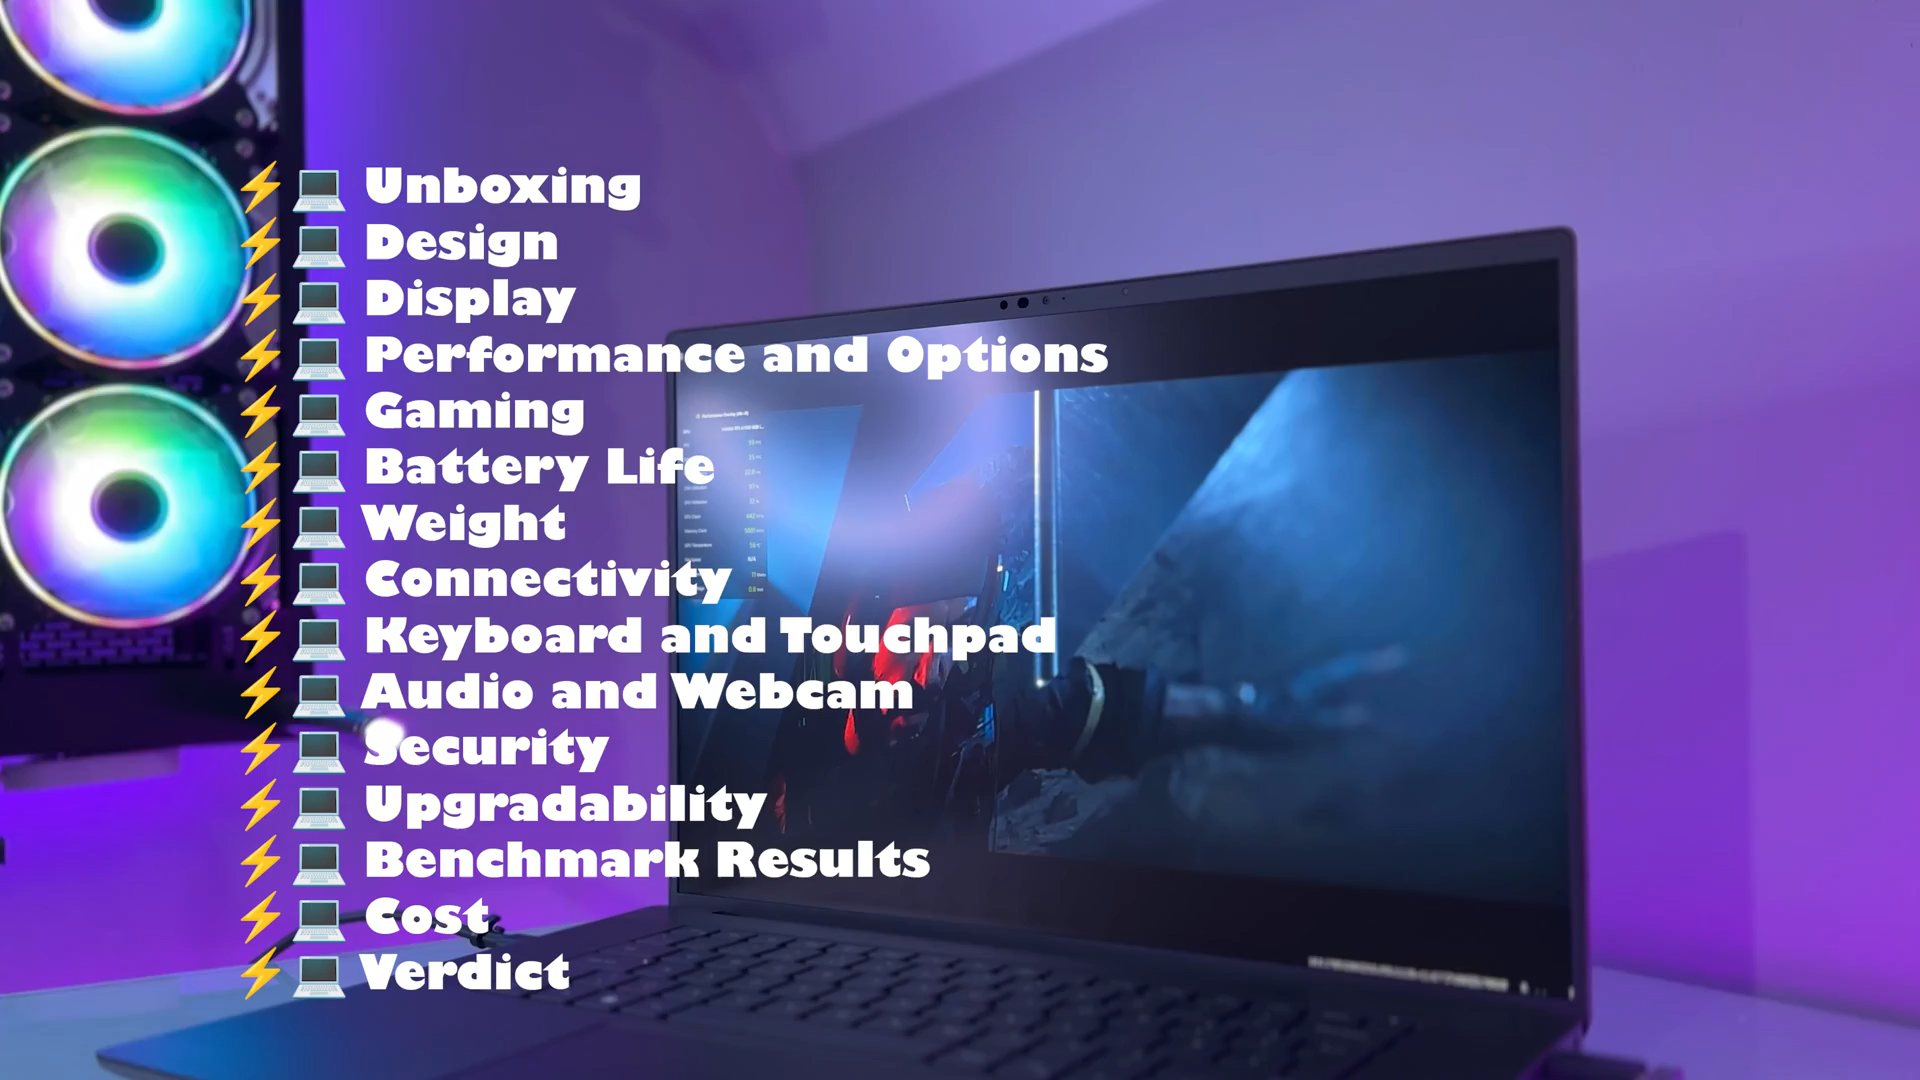 ⚡💻 Unboxing
⚡💻 Design
⚡💻 Display
⚡💻 Performance and Options
⚡💻 Gaming
⚡💻 Battery Life
⚡💻 Weight
⚡💻 Connectivity
⚡💻 Keyboard and Touchpad
⚡💻 Audio and Webcam
⚡💻 Security
⚡💻 Upgradability
⚡💻 Benchmark Results
⚡💻 Cost
⚡💻 Verdict